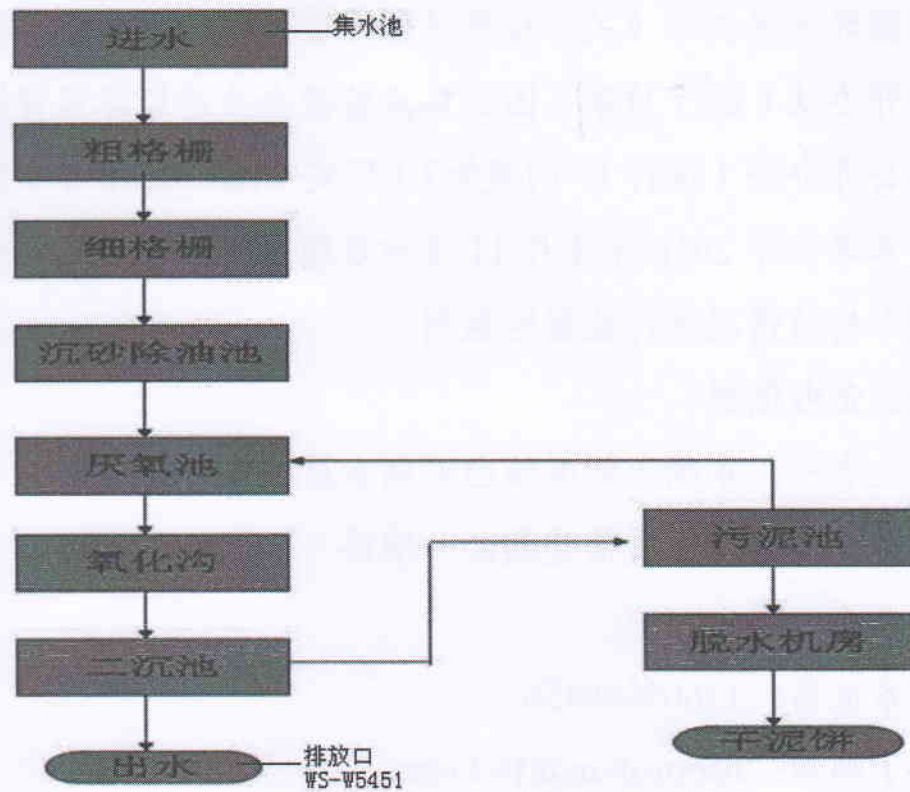 进水
集水池
粗格栅
细格栅
沉砂除油池
厌氧池
氧化沟
二沉池
出水
排放口
WS-W5451
污泥池
脱水机房
干泥饼